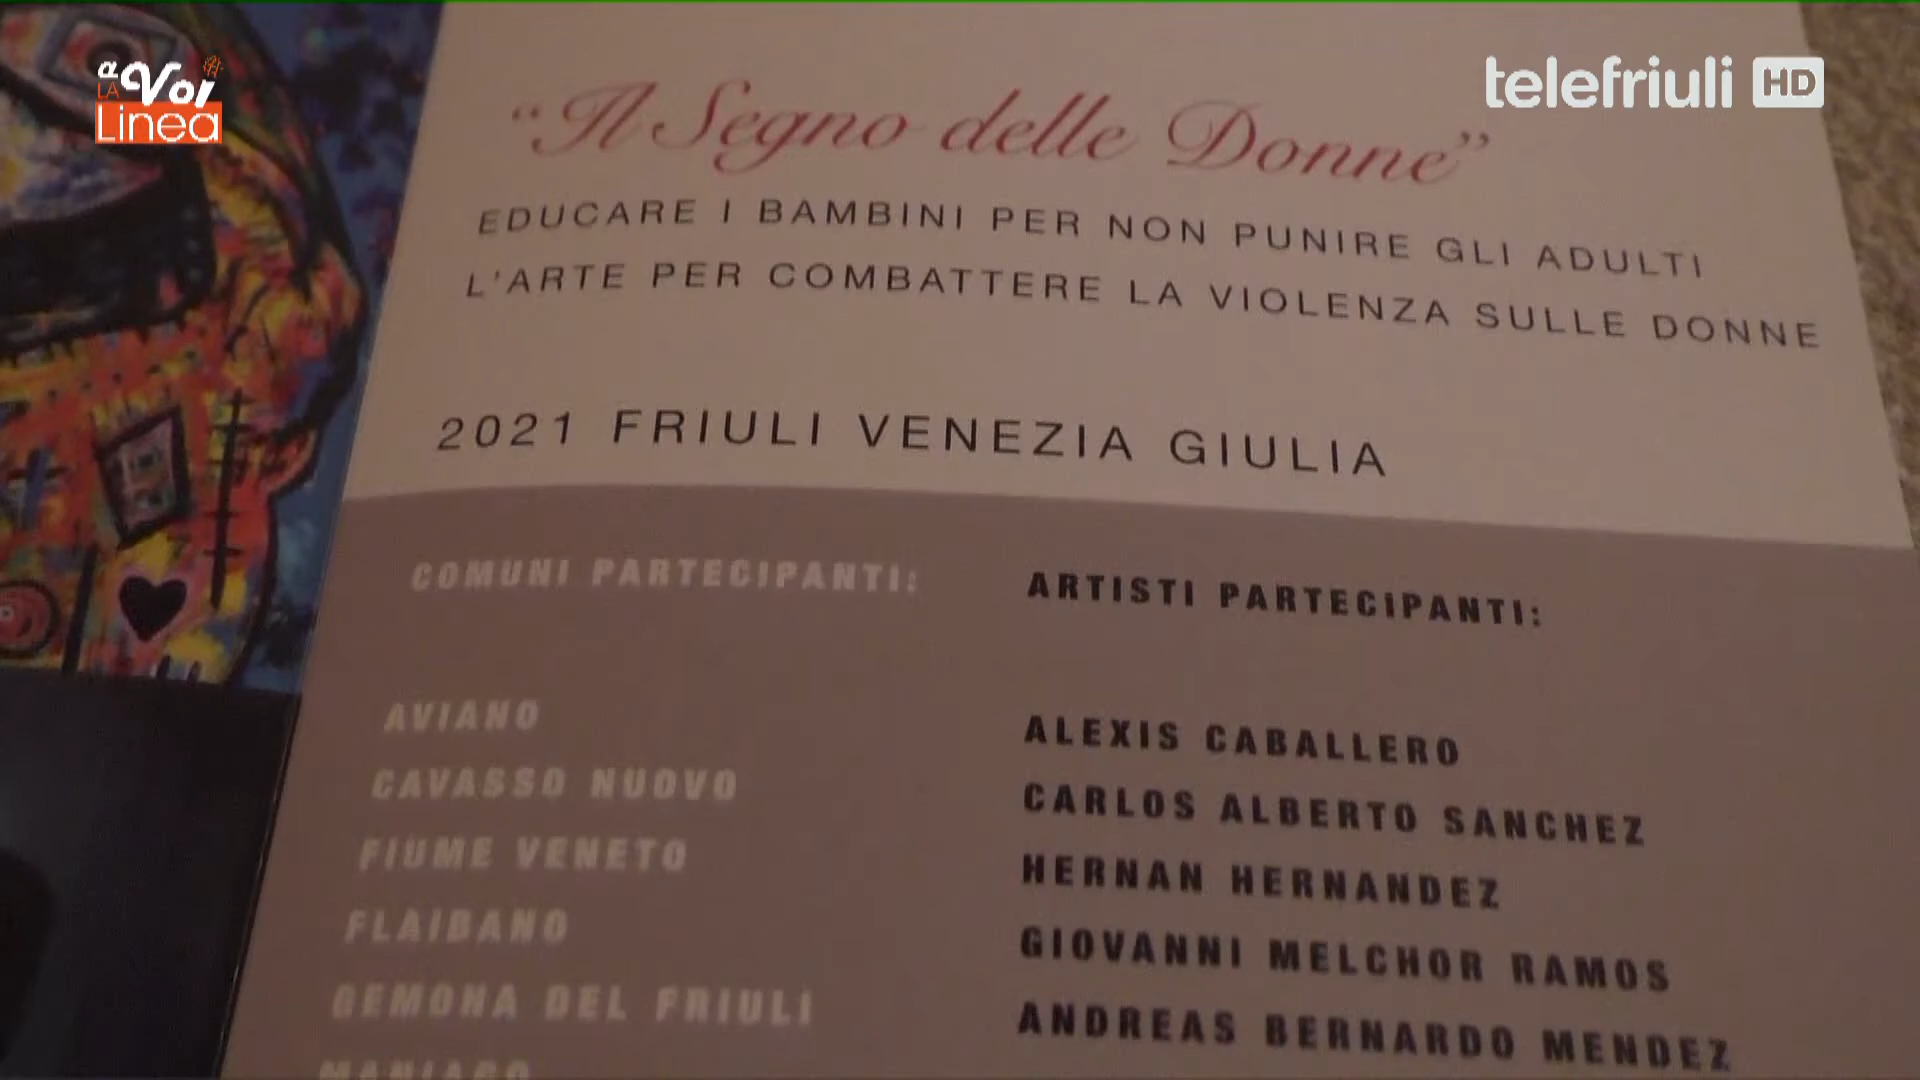 a Voi
LA
Linea
telefriuli HD
“Il Segno delle Donne”
EDUCARE I BAMBINI PER NON PUNIRE GLI ADULTI
L'ARTE PER COMBATTERE LA VIOLENZA SULLE DONNE
2021 FRIULI VENEZIA GIULIA
COMUNI PARTECIPANTI:
AVIANO
CAVASSO NUOVO
FIUME VENETO
FLAIBANO
GEMONA DEL FRIULI
MANIAGO
ARTISTI PARTECIPANTI:
ALEXIS CABALLERO
CARLOS ALBERTO SANCHEZ
HERNAN HERNANDEZ
GIOVANNI MELCHOR RAMOS
ANDREAS BERNARDO MENDEZ